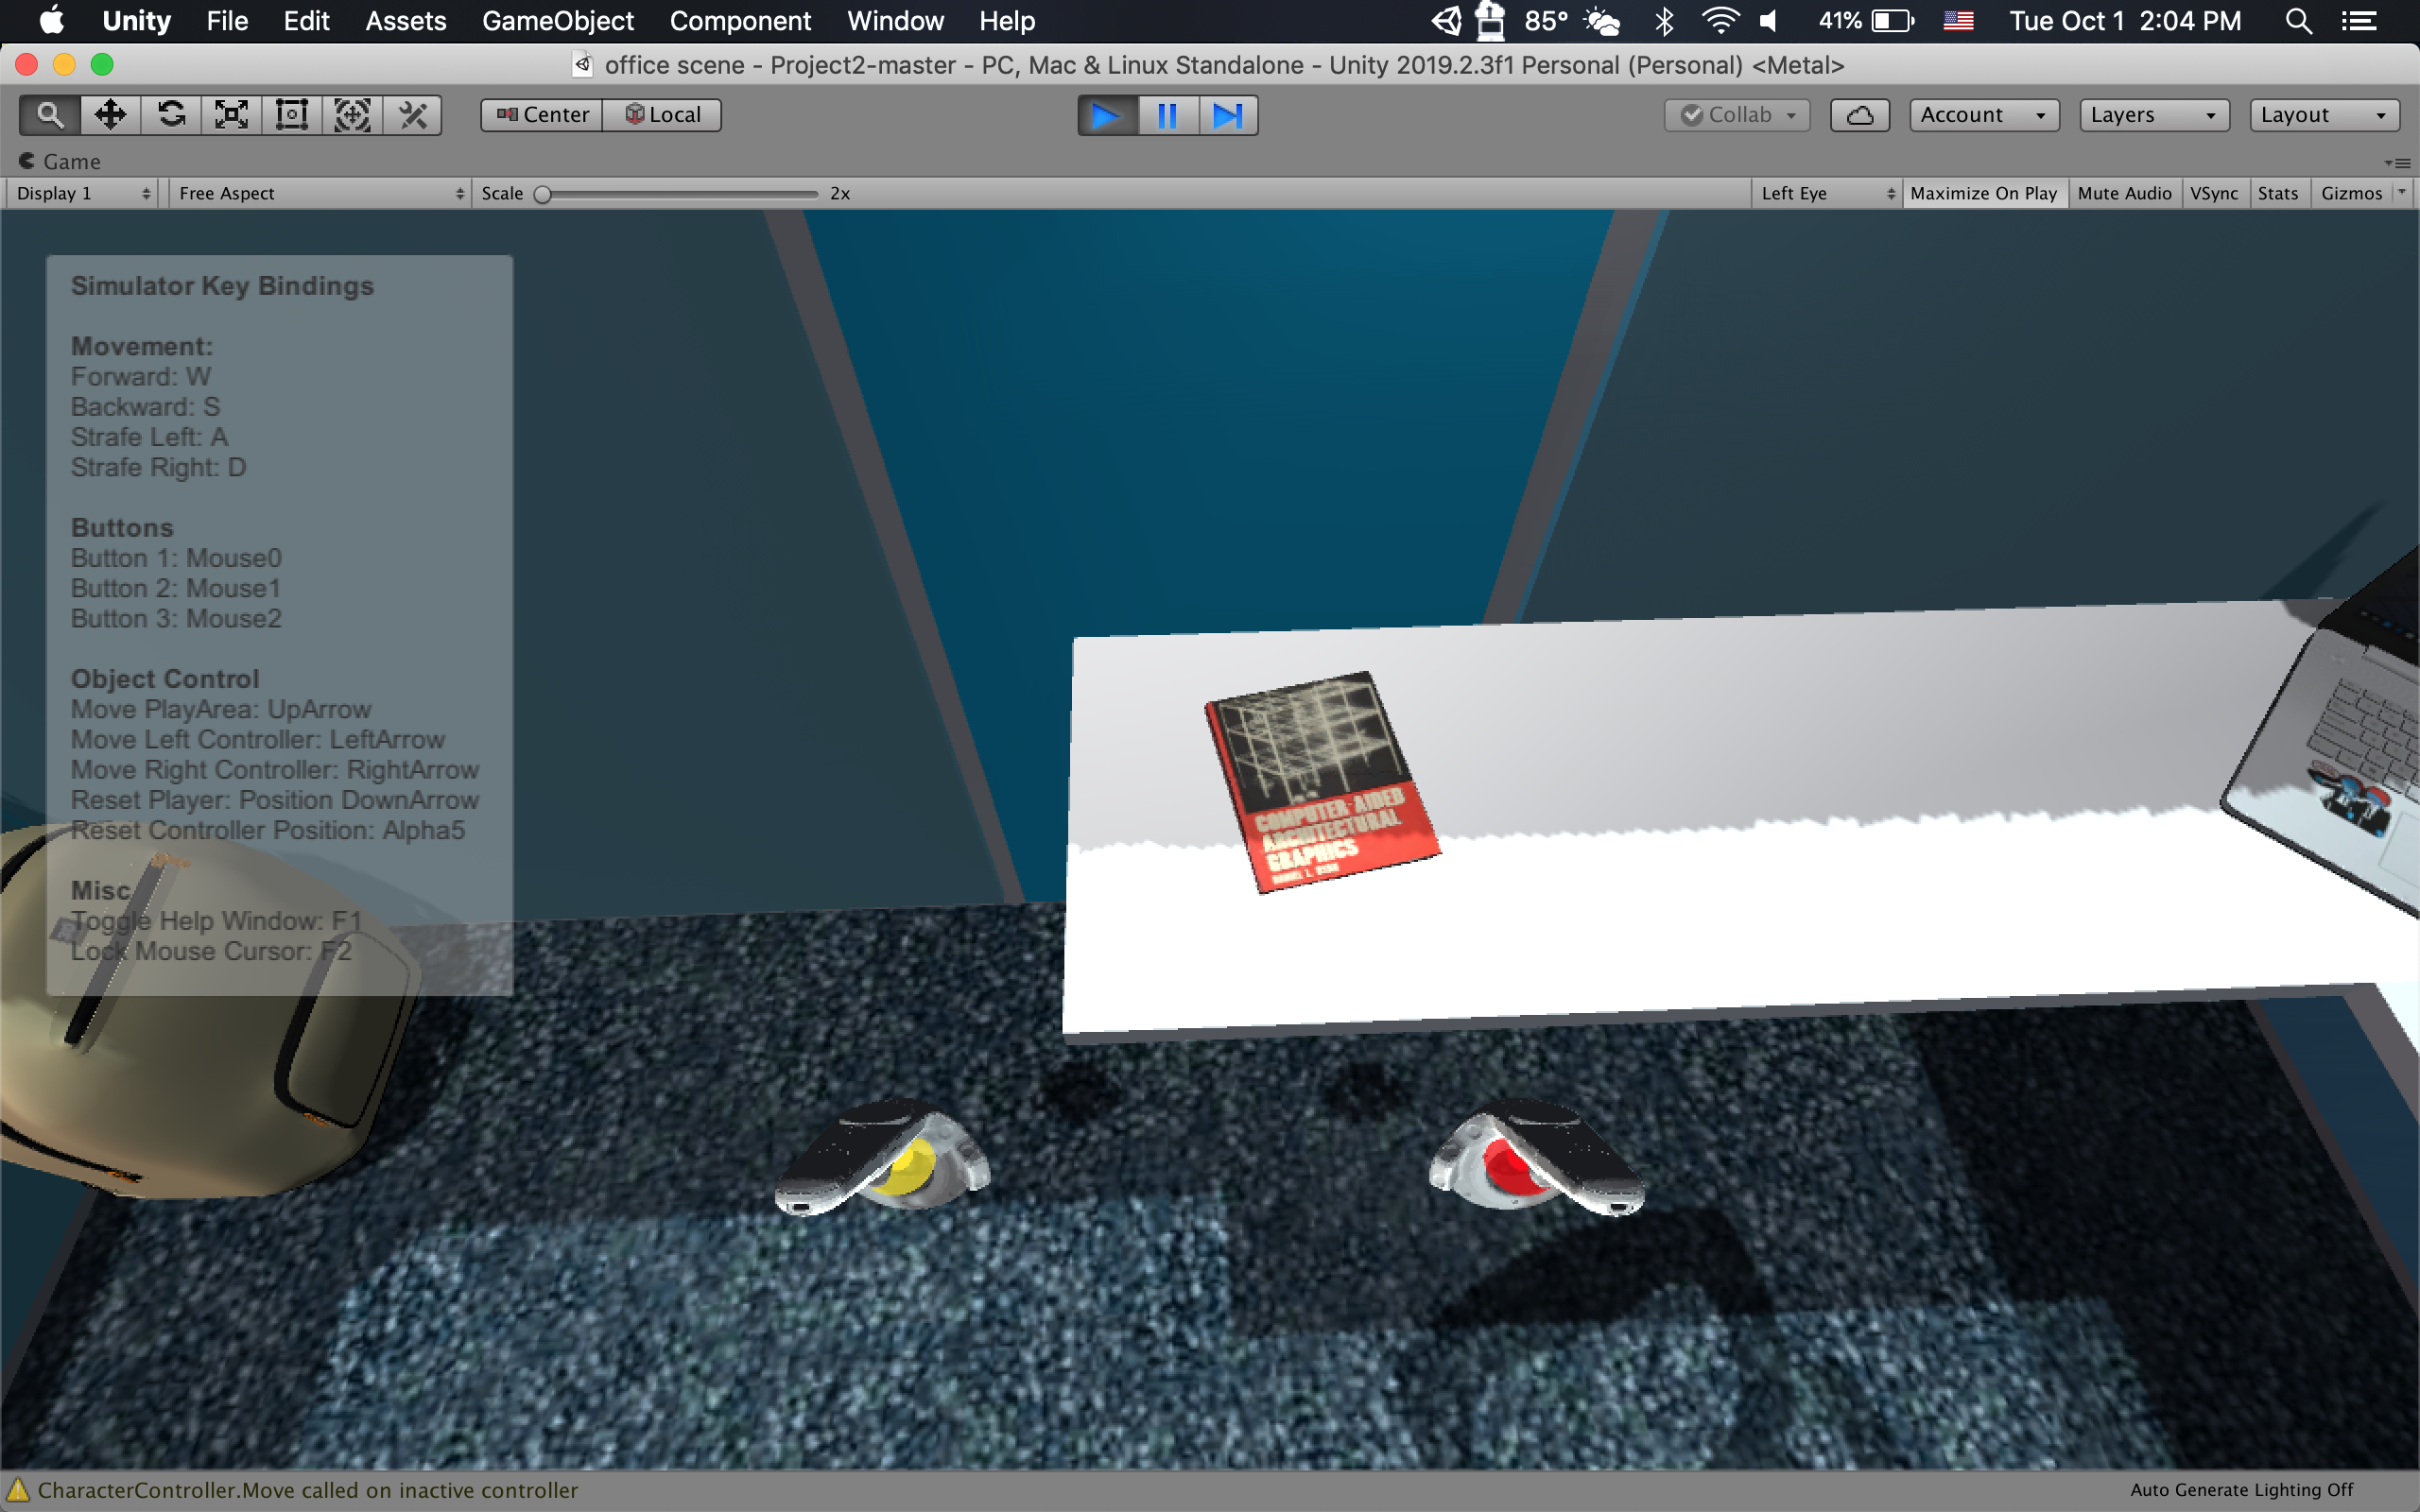 Unity File Edit Assets GameObject Component Window Help 85° 41% Tue Oct 1 2:04 PM
office scene - Project2-master - PC, Mac & Linux Standalone - Unity 2019.2.3f1 Personal (Personal) <Metal>
Center Local Collab Account Layers Layout
Game
Display 1 Free Aspect Scale 2x Left Eye Maximize On Play Mute Audio VSync Stats Gizmos
Simulator Key Bindings
Movement:
Forward: W
Backward: S
Strafe Left: A
Strafe Right: D
Buttons
Button 1: Mouse0
Button 2: Mouse1
Button 3: Mouse2
Object Control
Move PlayArea: UpArrow
Move Left Controller: LeftArrow
Move Right Controller: RightArrow
Reset Player: Position DownArrow
Reset Controller Position: Alpha5
Misc
Toggle Help Window: F1
Lock Mouse Cursor: F2
COMPUTER-AIDED
ARCHITECTURAL
GRAPHICS
CharacterController.Move called on inactive controller
Auto Generate Lighting Off